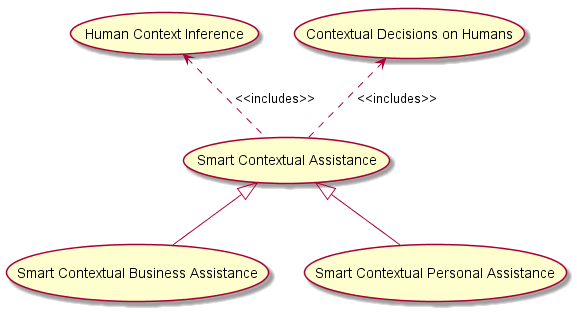 Human Context Inference
Contextual Decisions on Humans
<<includes>>
<<includes>>
Smart Contextual Assistance
Smart Contextual Business Assistance
Smart Contextual Personal Assistance